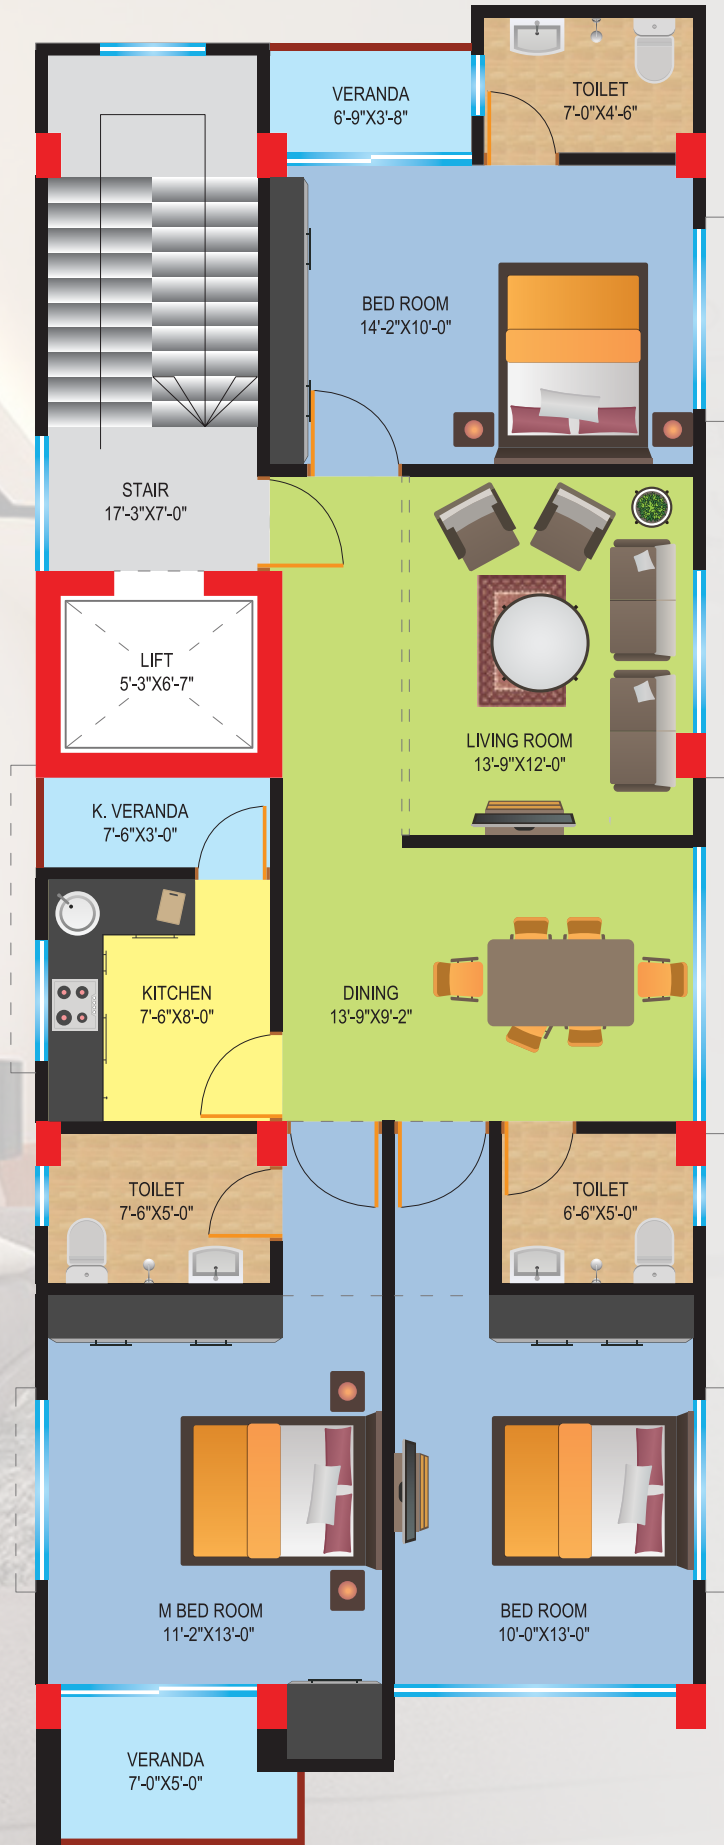 VERANDA
6'-9"X3'-8"
TOILET
7'-0"X4'-6"
BED ROOM
14'-2"X10'-0"
STAIR
17'-3"X7'-0"
LIFT
5'-3"X6'-7"
LIVING ROOM
13'-9"X12'-0"
K. VERANDA
7'-6"X3'-0"
KITCHEN
7'-6"X8'-0"
DINING
13'-9"X9'-2"
TOILET
7'-6"X5'-0"
TOILET
6'-6"X5'-0"
M BED ROOM
11'-2"X13'-0"
BED ROOM
10'-0"X13'-0"
VERANDA
7'-0"X5'-0"